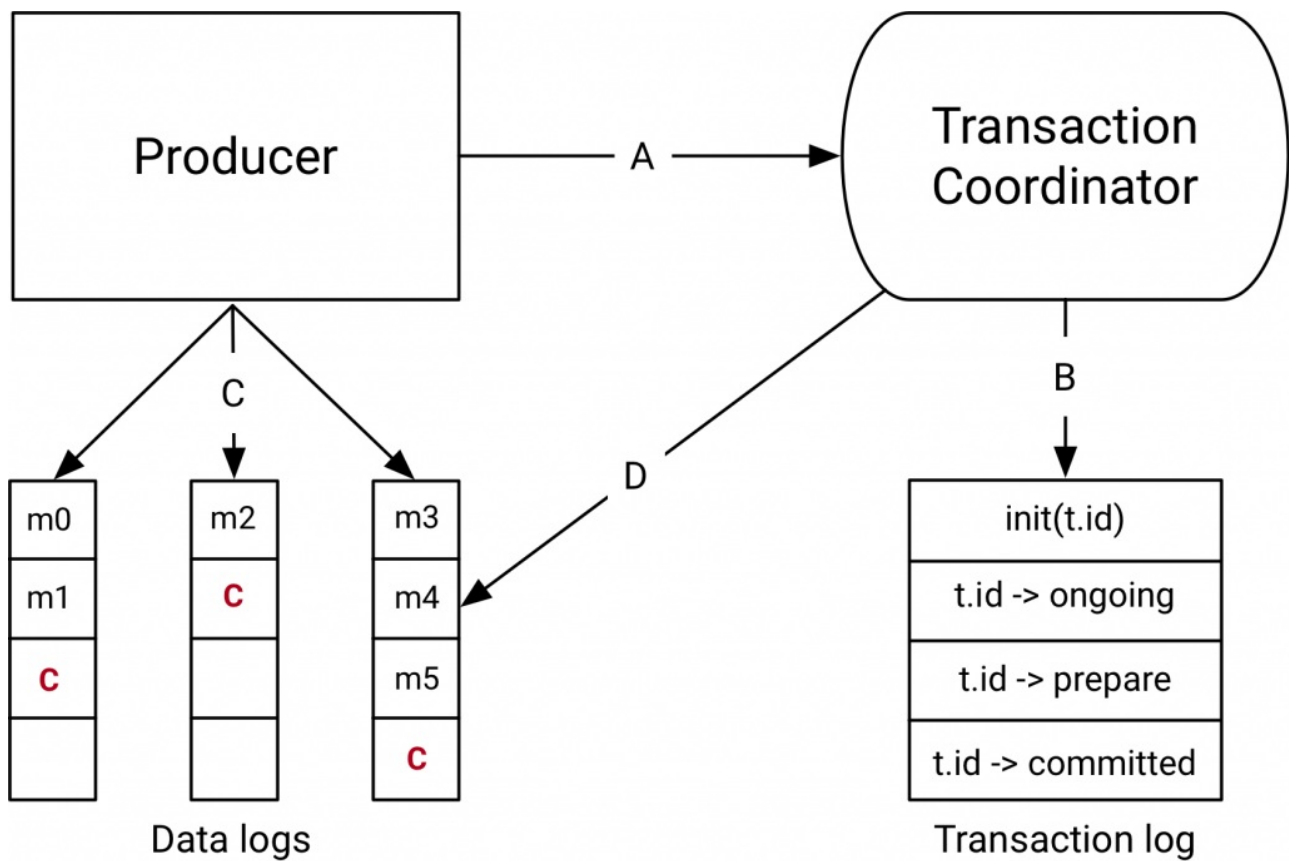 Producer
A
Transaction
Coordinator
C
B
D
m0
m1
C
m2
C
m3
m4
m5
C
init(t.id)
t.id -> ongoing
t.id -> prepare
t.id -> committed
Data logs
Transaction log